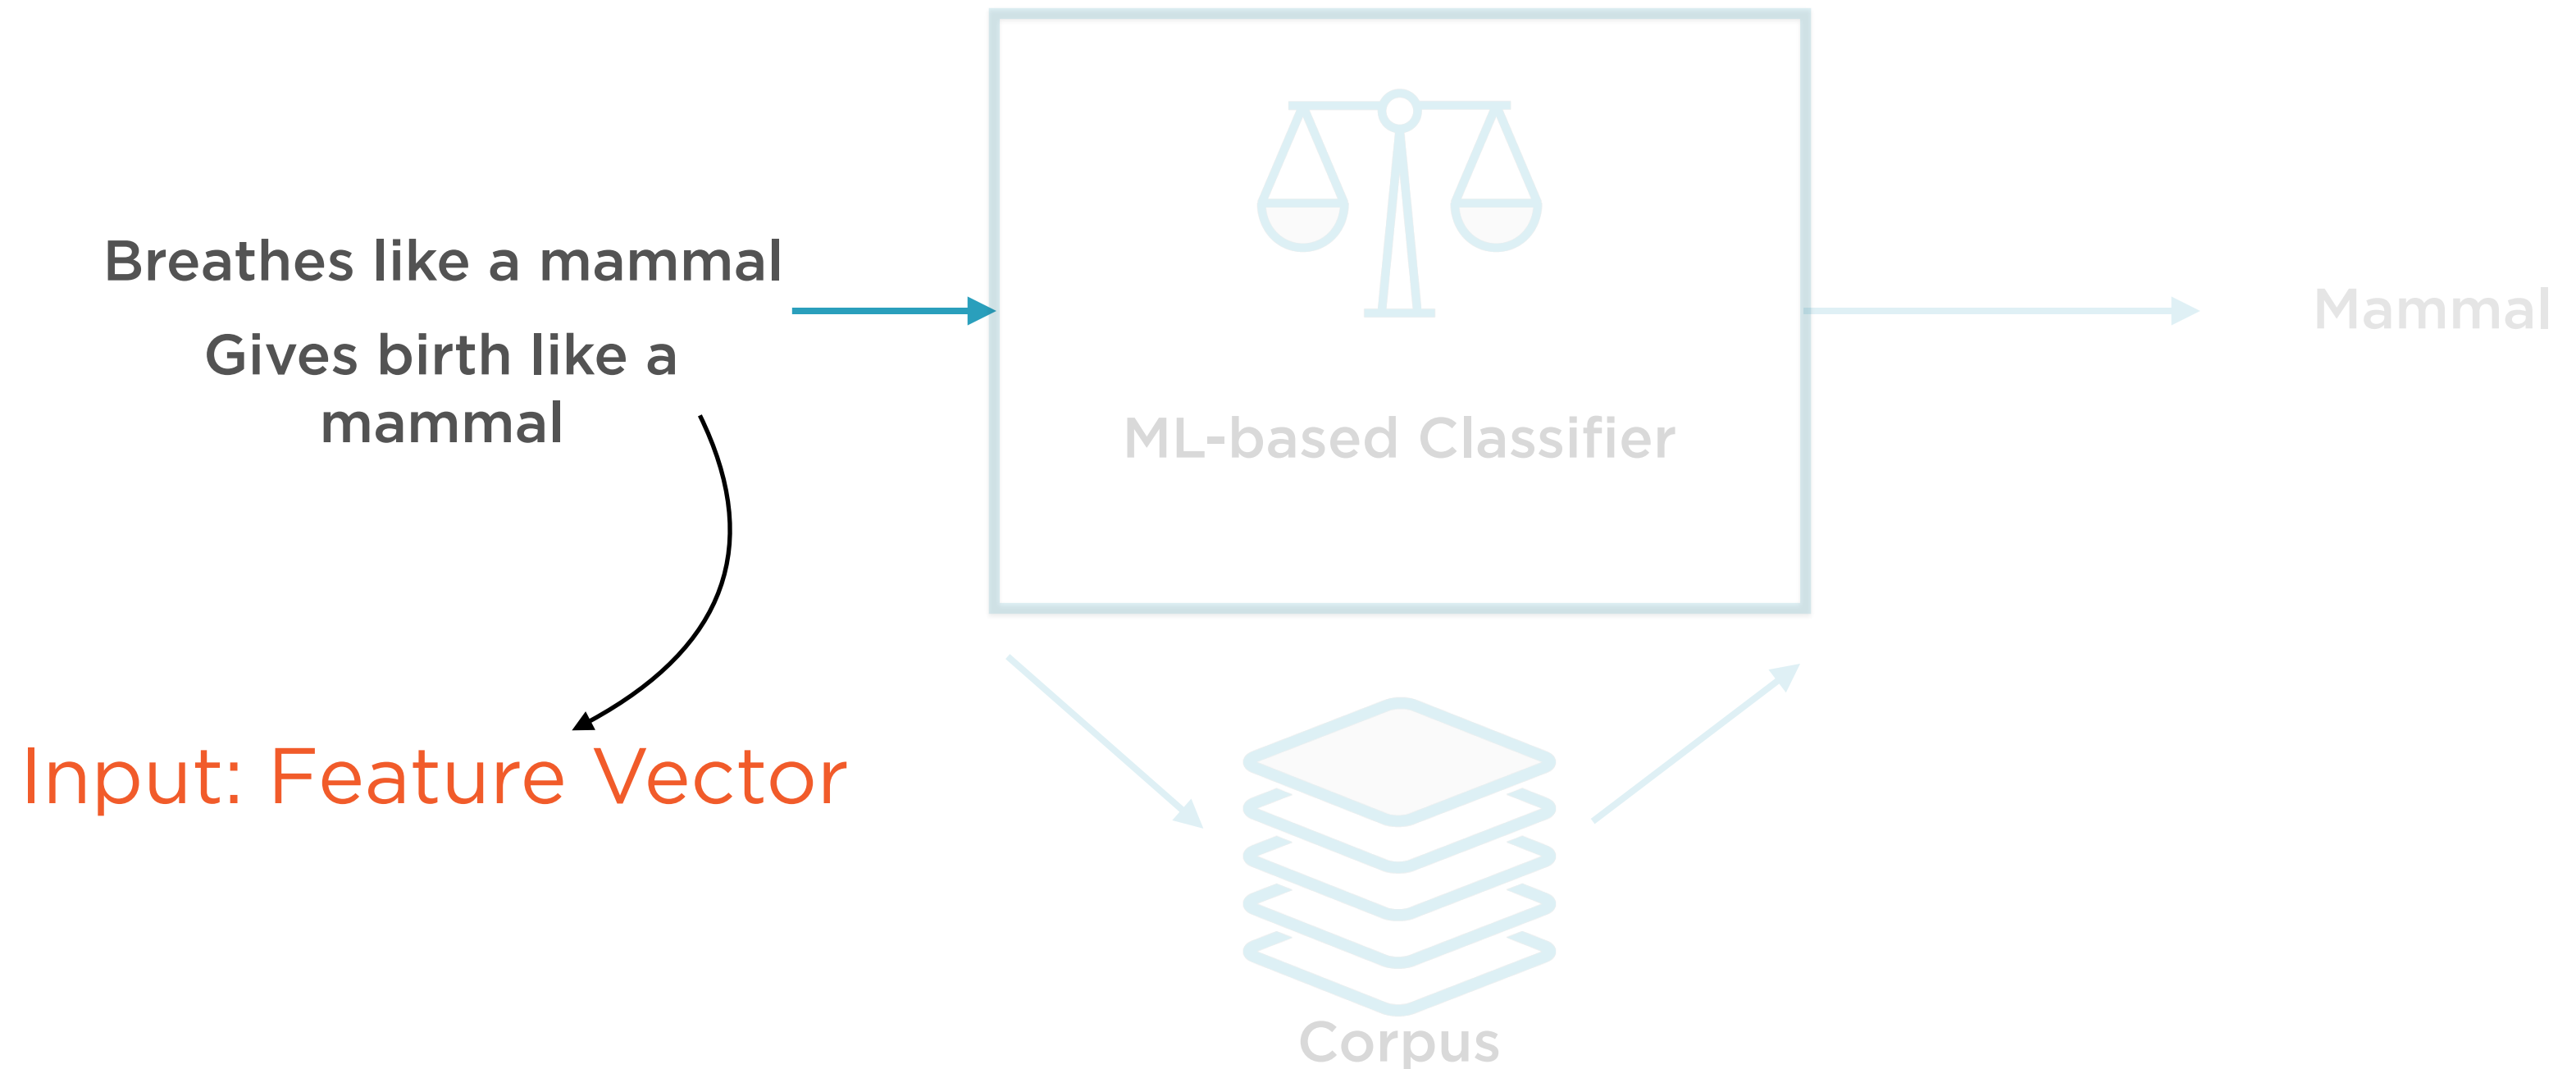 Breathes like a mammal
Gives birth like a
mammal
Input: Feature Vector
ML-based Classifier
Corpus
Mammal